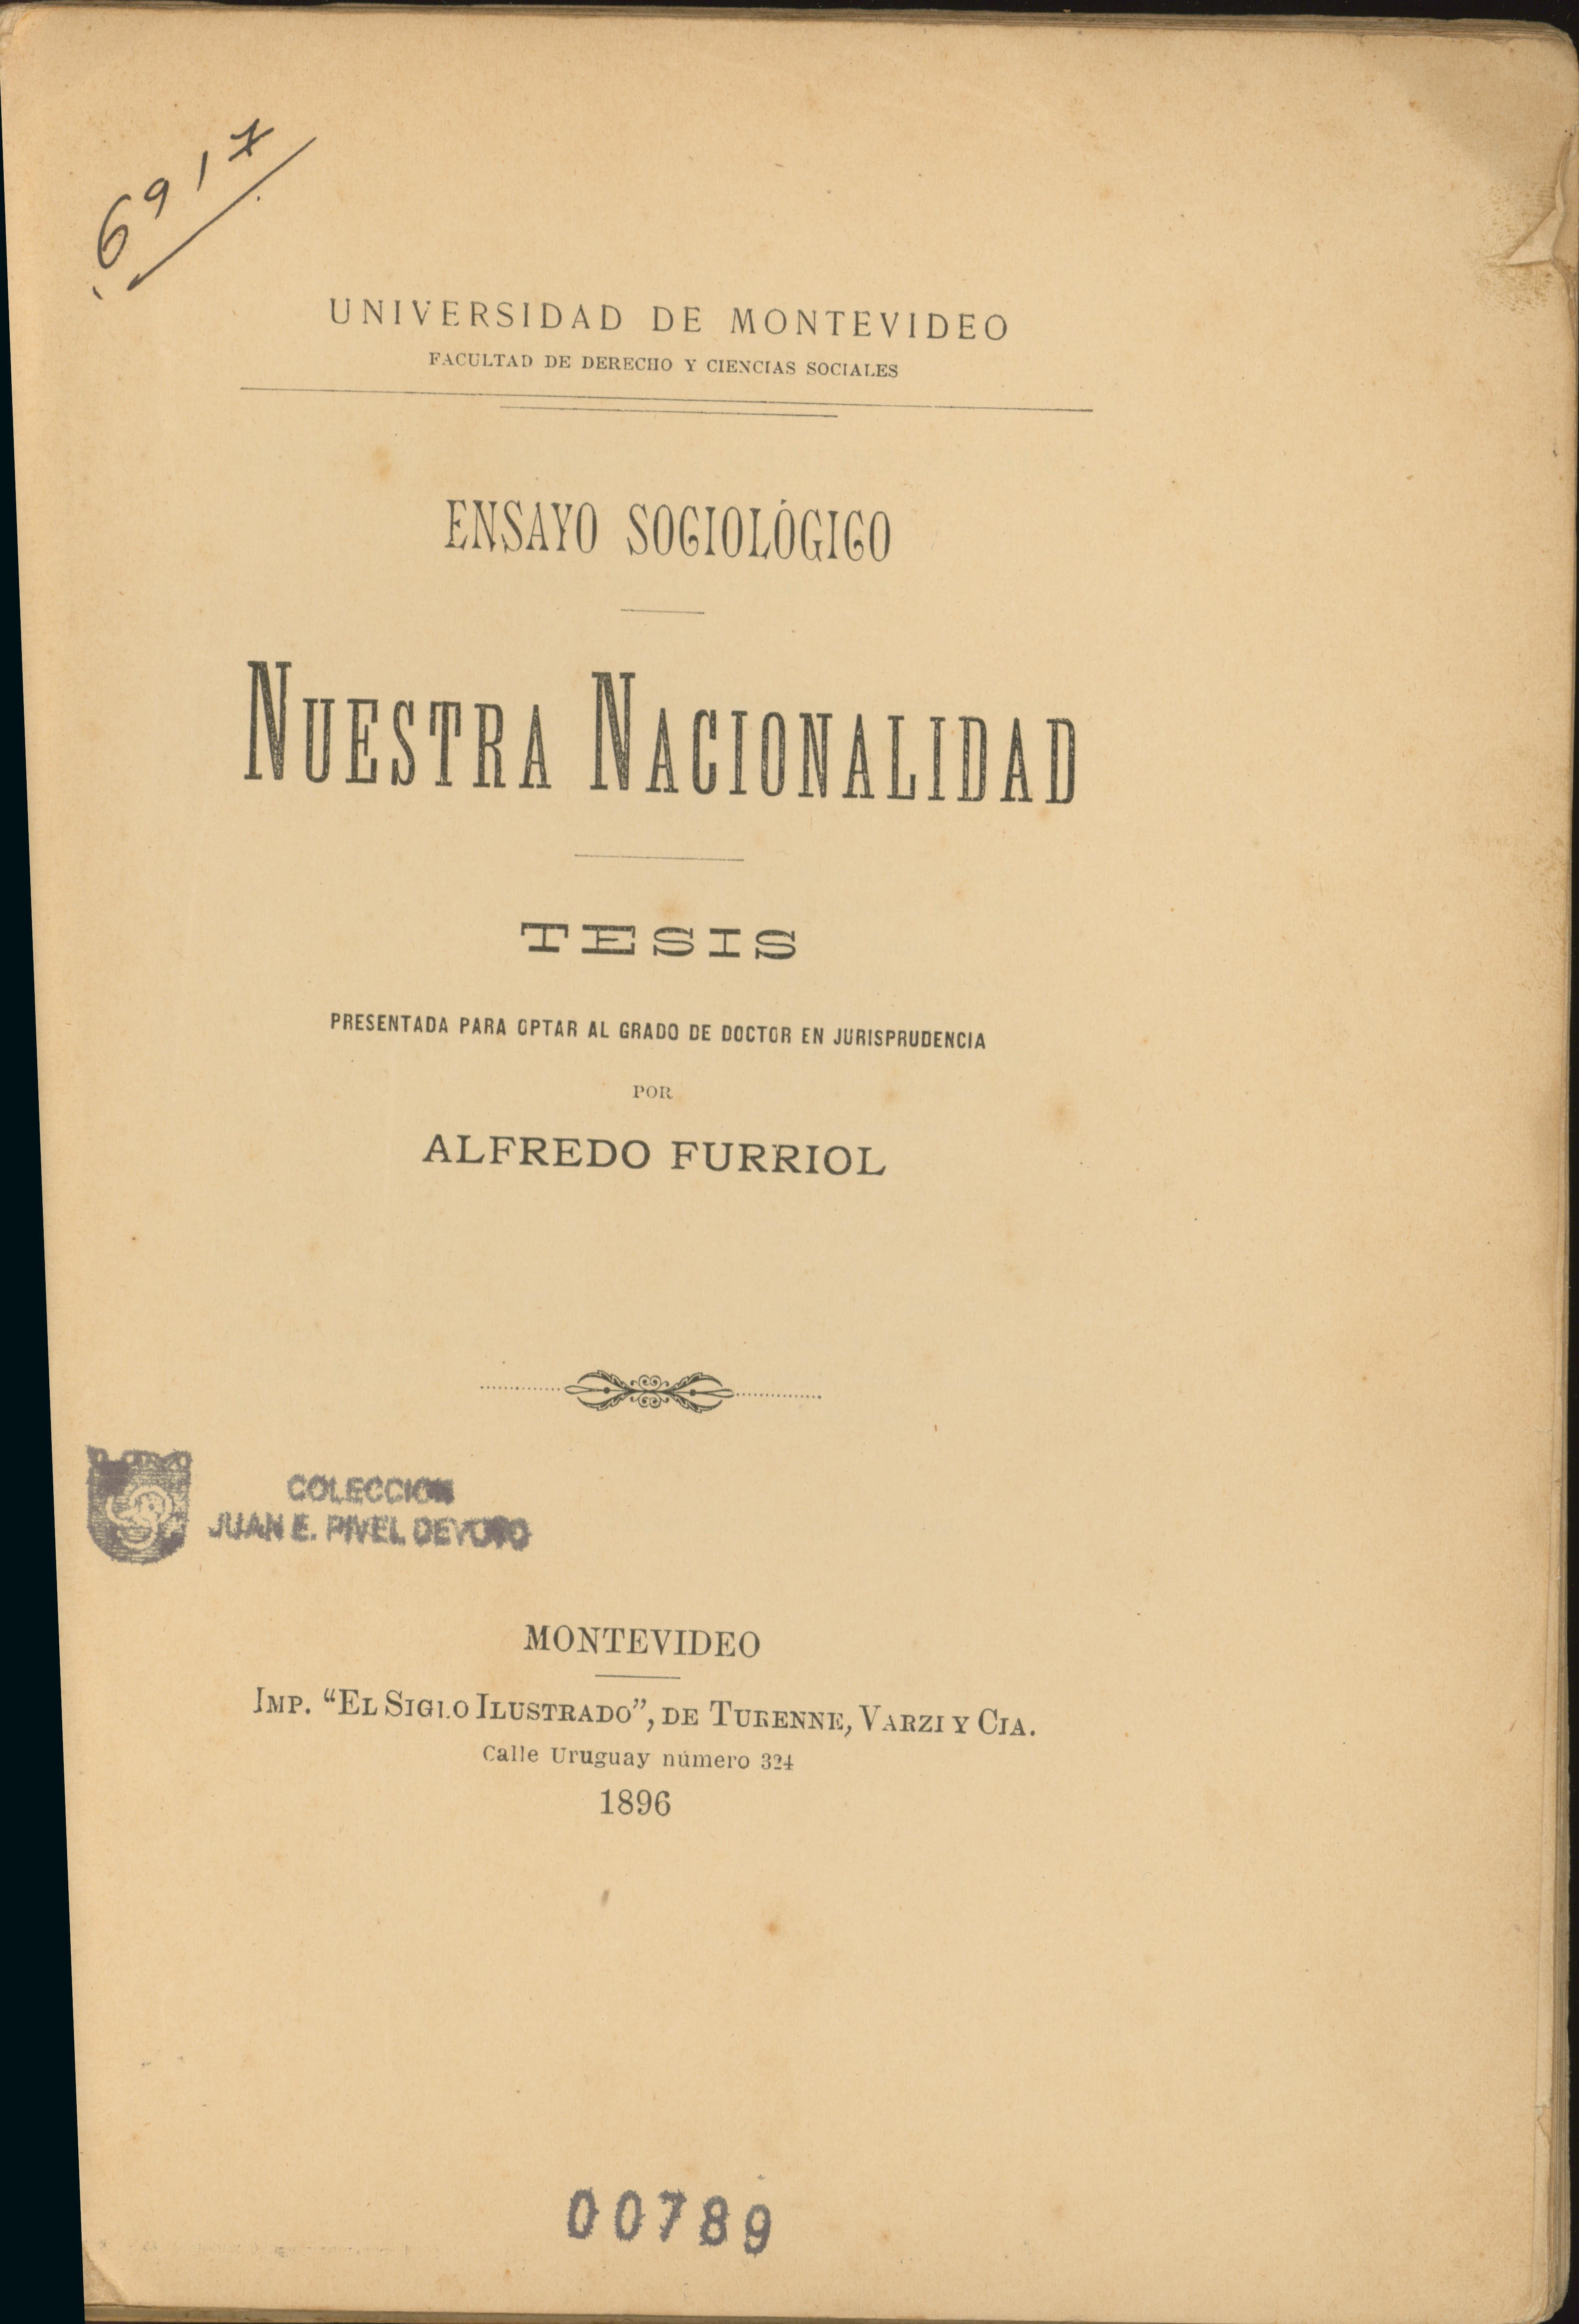 6917
UNIVERSIDAD DE MONTEVIDEO
FACULTAD DE DERECHO Y CIENCIAS SOCIALES
ENSAYO SOCIOLÓGICO
NUESTRA NACIONALIDAD
TESIS
PRESENTADA PARA OPTAR AL GRADO DE DOCTOR EN JURISPRUDENCIA
POR
ALFREDO FURRIOL
COLECCION
JUAN E. PIVEL DEVOTO
MONTEVIDEO
IMP. “EL SIGLO ILUSTRADO”, DE TURENNE, VARZI Y CIA.
Calle Uruguay número 324
1896
00789